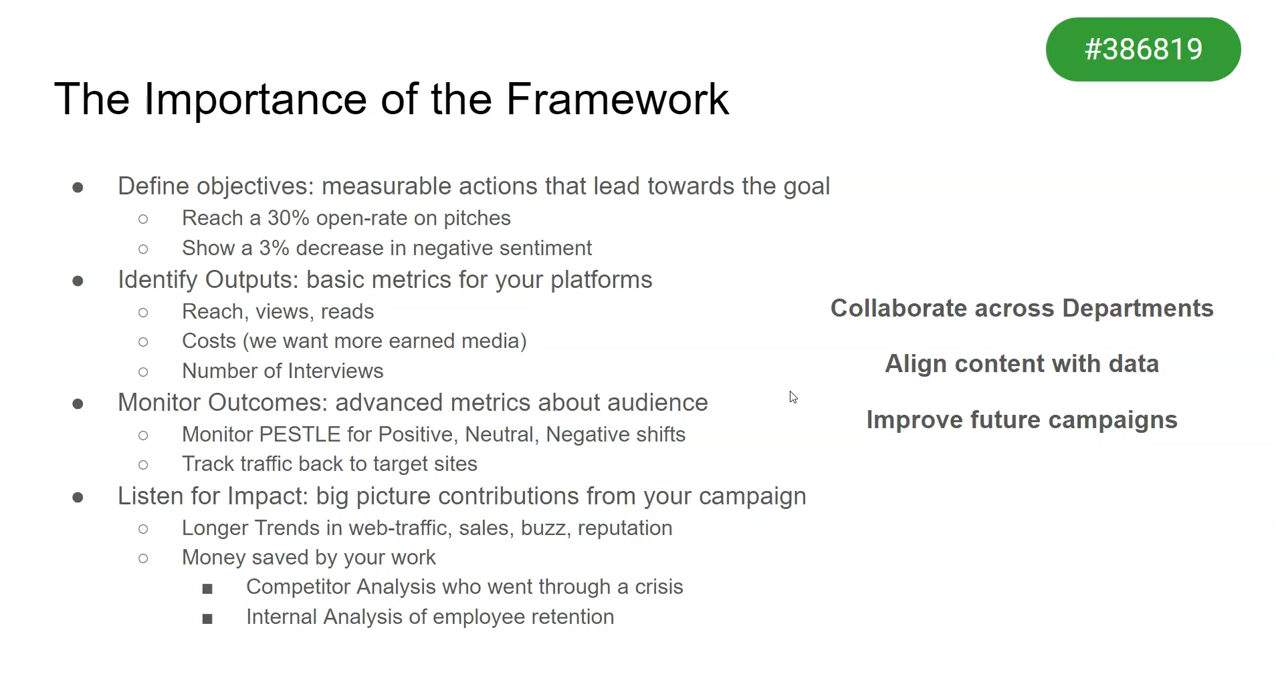 #386819
The Importance of the Framework
● Define objectives: measurable actions that lead towards the goal
○ Reach a 30% open-rate on pitches
○ Show a 3% decrease in negative sentiment
● Identify Outputs: basic metrics for your platforms
○ Reach, views, reads
○ Costs (we want more earned media)
○ Number of Interviews
● Monitor Outcomes: advanced metrics about audience
○ Monitor PESTLE for Positive, Neutral, Negative shifts
○ Track traffic back to target sites
● Listen for Impact: big picture contributions from your campaign
○ Longer Trends in web-traffic, sales, buzz, reputation
○ Money saved by your work
■ Competitor Analysis who went through a crisis
■ Internal Analysis of employee retention
Collaborate across Departments
Align content with data
Improve future campaigns